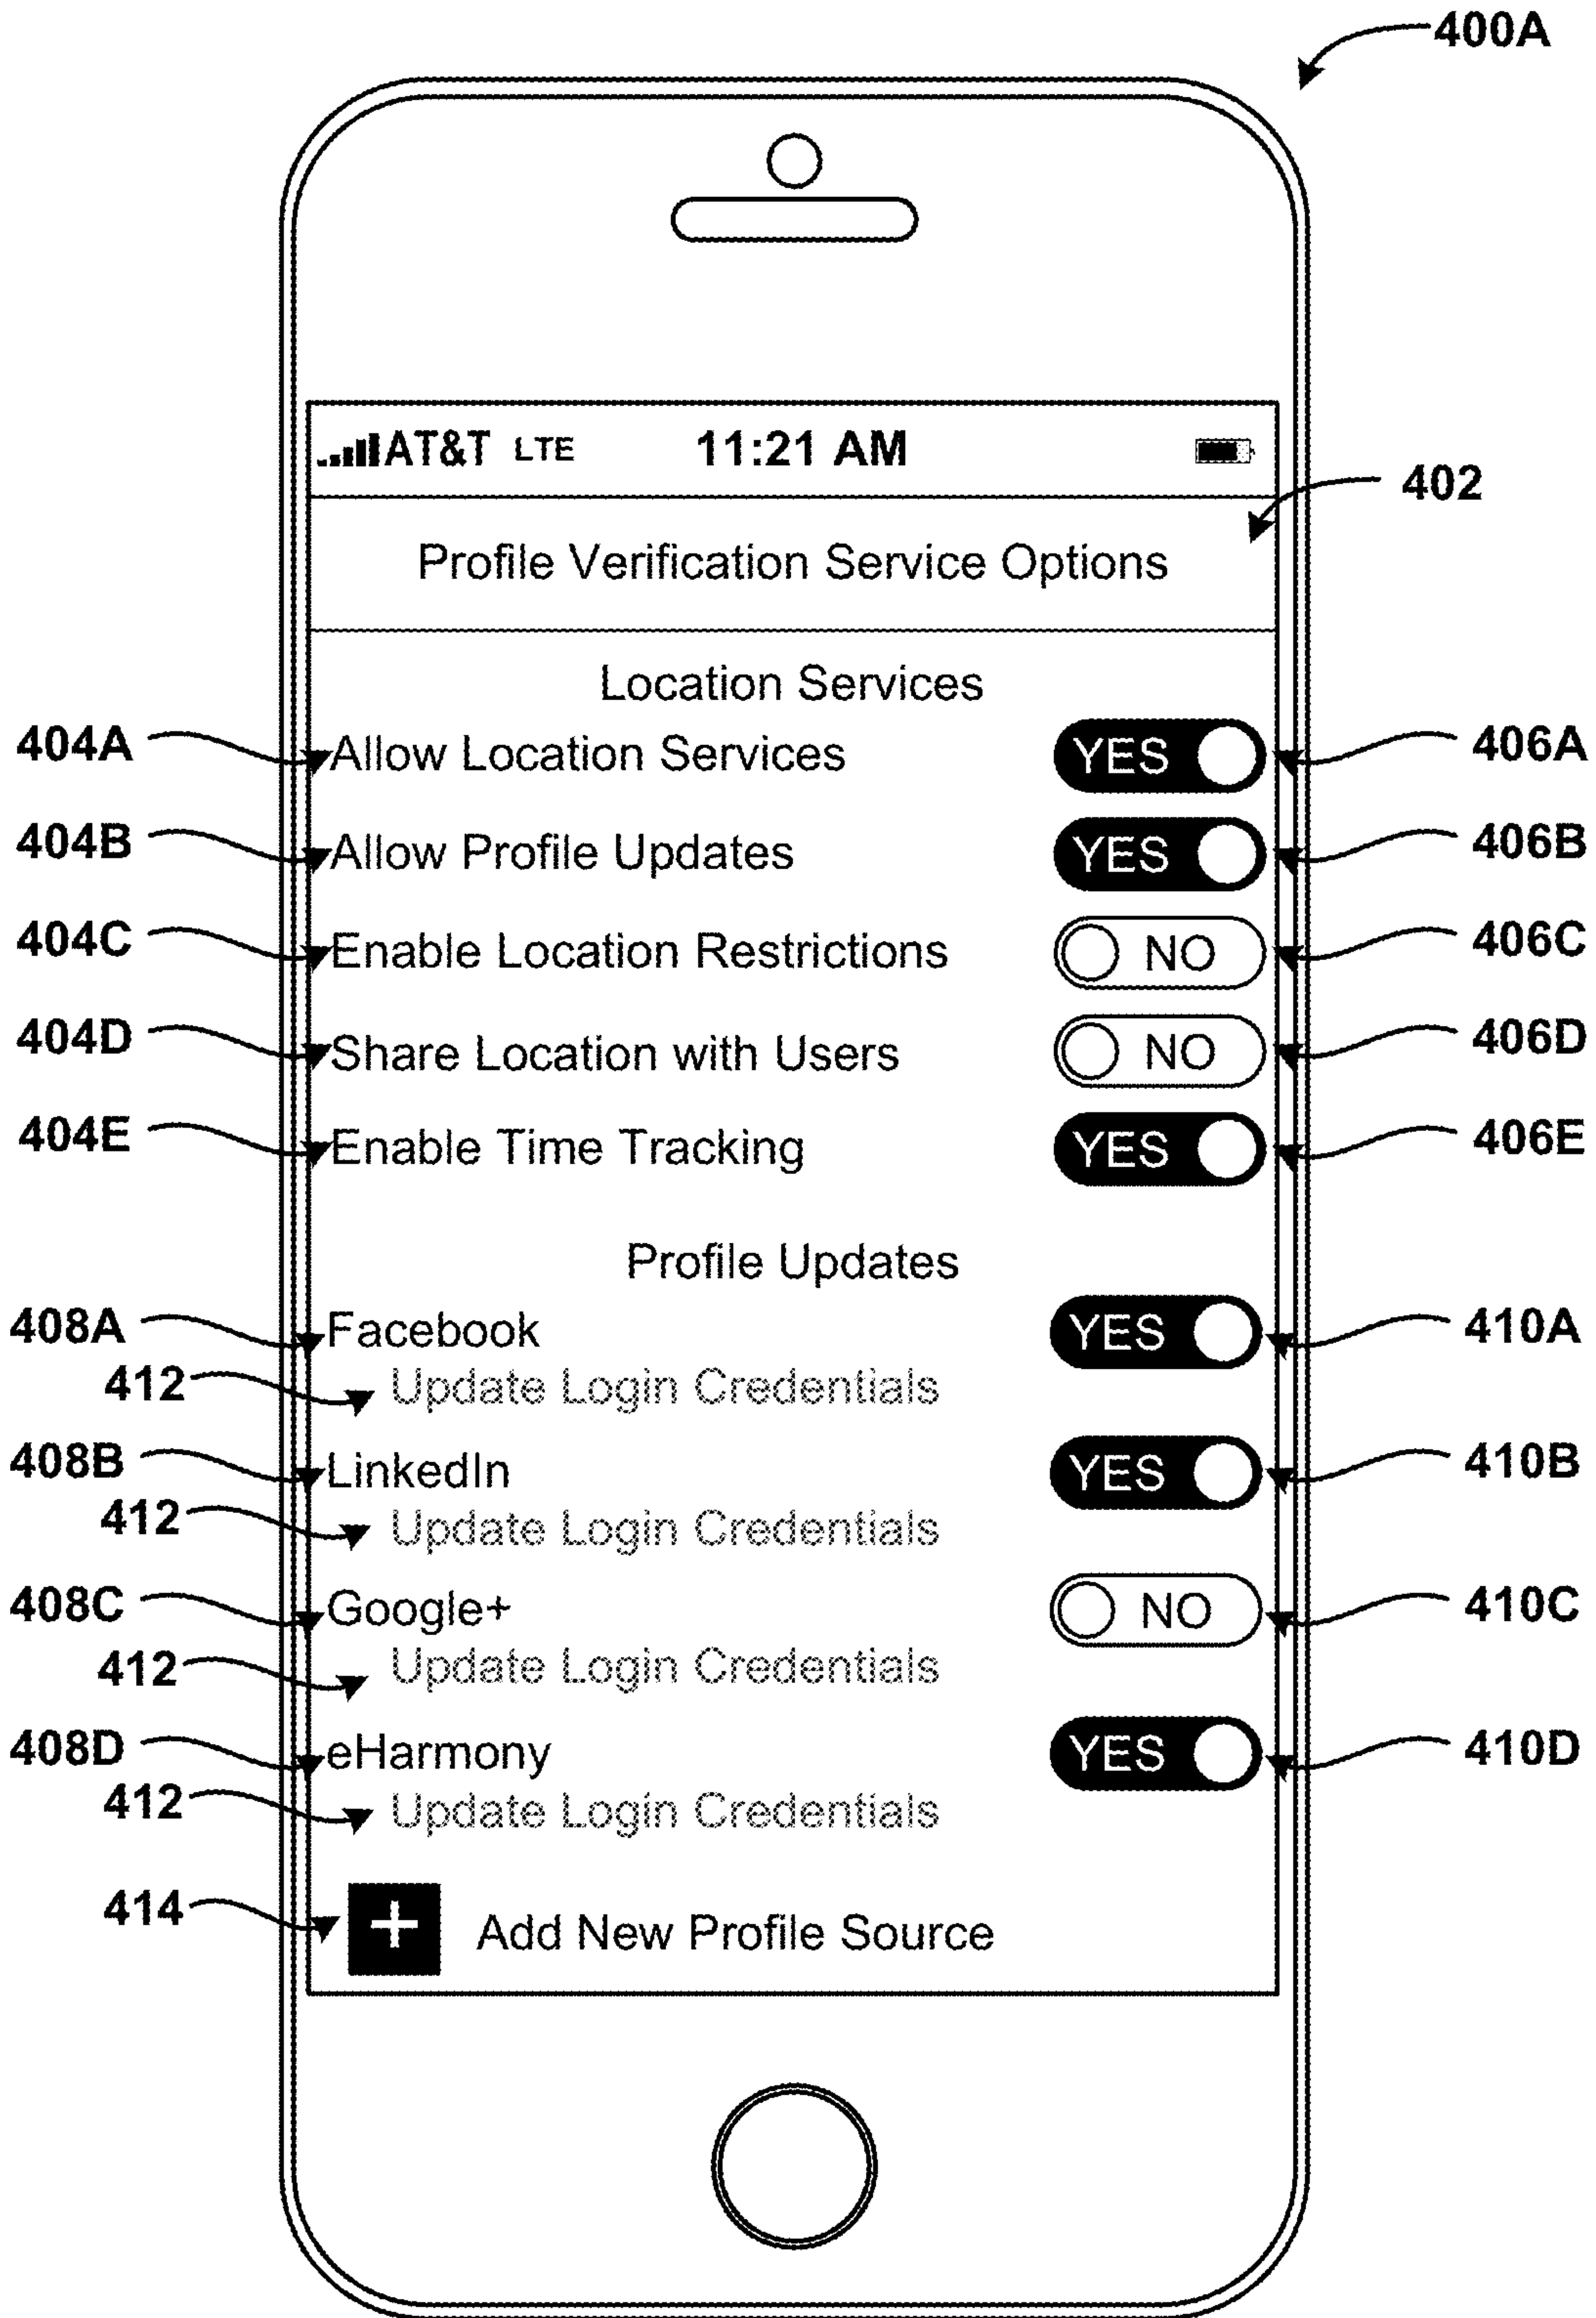 400A
AT&T LTE 11:21 AM
402
Profile Verification Service Options
Location Services
404A Allow Location Services YES 406A
404B Allow Profile Updates YES 406B
404C Enable Location Restrictions NO 406C
404D Share Location with Users NO 406D
404E Enable Time Tracking YES 406E
Profile Updates
408A Facebook YES 410A
412 Update Login Credentials
408B LinkedIn YES 410B
412 Update Login Credentials
408C Google+ NO 410C
412 Update Login Credentials
408D eHarmony YES 410D
412 Update Login Credentials
414 + Add New Profile Source